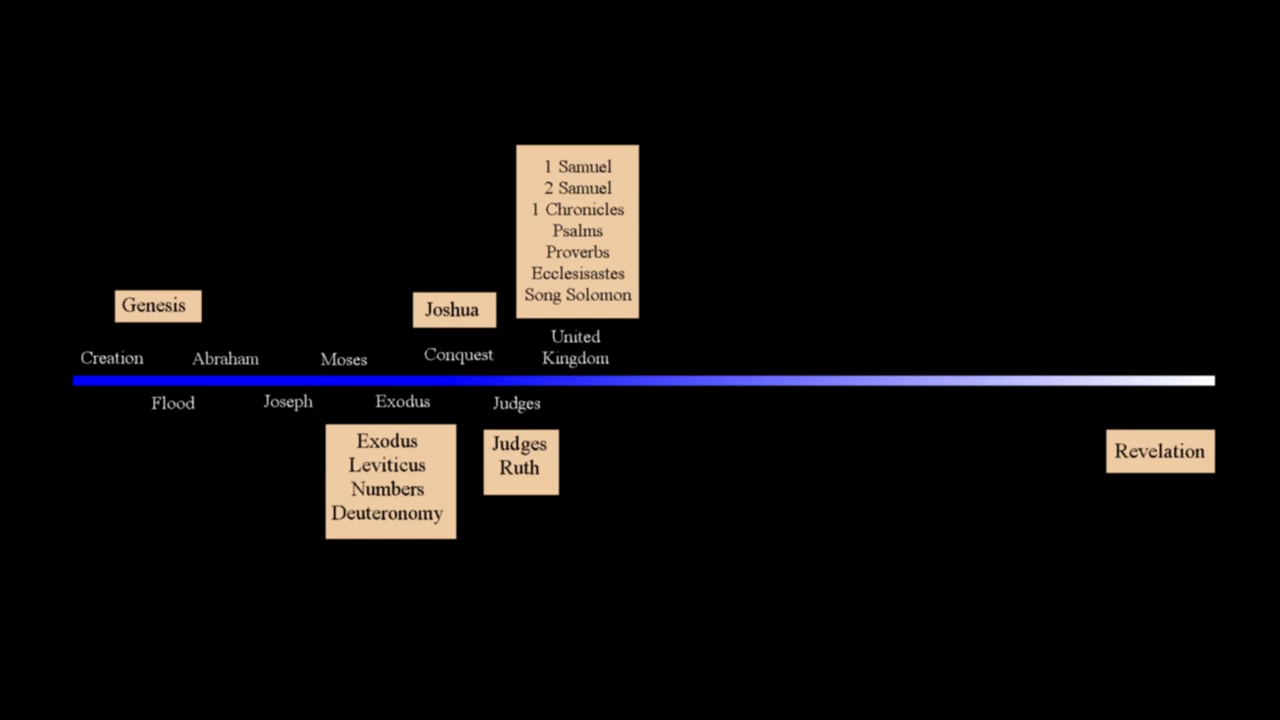 1 Samuel
2 Samuel
1 Chronicles
Psalms
Proverbs
Ecclesisastes
Song Solomon
Genesis
Joshua
United
Kingdom
Creation
Abraham
Moses
Conquest
Flood
Joseph
Exodus
Judges
Exodus
Leviticus
Numbers
Deuteronomy
Judges
Ruth
Revelation